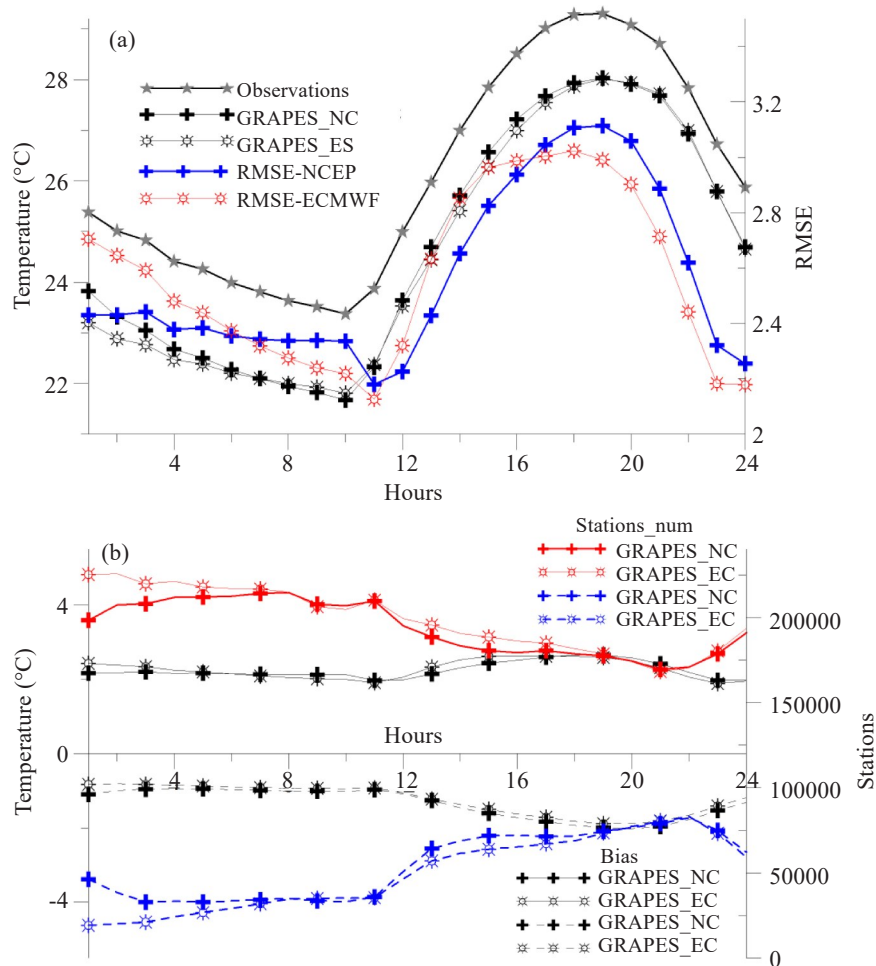 (a)
Observations
GRAPES_NC
GRAPES_ES
RMSE-NCEP
RMSE-ECMWF
Temperature (°C)
28
26
24
22
RMSE
3.2
2.8
2.4
2
4
8
12
16
20
24
Hours
(b)
Stations_num
GRAPES_NC
GRAPES_EC
GRAPES_NC
GRAPES_EC
Temperature (°C)
4
0
-4
Hours
4
8
12
16
20
24
Stations
200000
150000
100000
50000
0
Bias
GRAPES_NC
GRAPES_EC
GRAPES_NC
GRAPES_EC